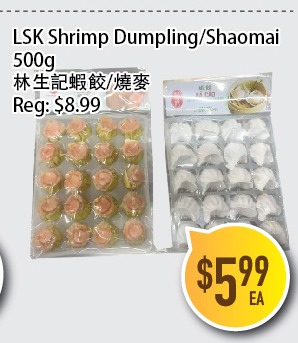 LSK Shrimp Dumpling/Shaomai
500g
林生記蝦餃/燒麥
Reg: $8.99
$5.99
EA